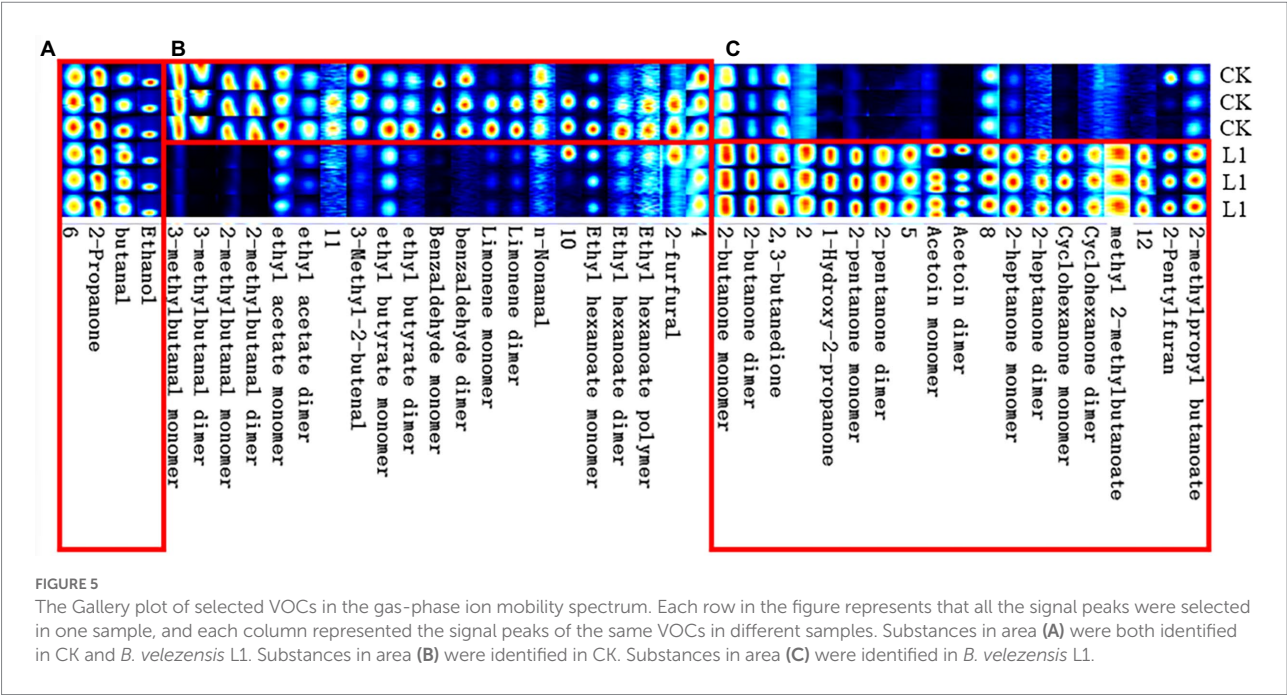 A B C
CK
CK
CK
L1
L1
L1
6
2-Propanone
butanal
Ethanol
3-methylbutanal monomer
3-methylbutanal dimer
2-methylbutanal monomer
2-methylbutanal dimer
ethyl acetate monomer
ethyl acetate dimer
11
3-Methyl-2-butenal
ethyl butyrate monomer
ethyl butyrate dimer
Benzaldehyde monomer
benzaldehyde dimer
Limonene monomer
Limonene dimer
n-Nonanal
10
Ethyl hexanoate monomer
Ethyl hexanoate dimer
Ethyl hexanoate polymer
2-furfural
4
2-butanone monomer
2-butanone dimer
2,3-butanedione
2
1-Hydroxy-2-propanone
2-pentanone monomer
2-pentanone dimer
5
Acetoin monomer
Acetoin dimer
8
2-heptanone monomer
2-heptanone dimer
Cyclohexanone monomer
Cyclohexanone dimer
methyl 2-methylbutanoate
12
2-Pentylfuran
2-methylpropyl butanoate
FIGURE 5
The Gallery plot of selected VOCs in the gas-phase ion mobility spectrum. Each row in the figure represents that all the signal peaks were selected
in one sample, and each column represented the signal peaks of the same VOCs in different samples. Substances in area (A) were both identified
in CK and B. velezensis L1. Substances in area (B) were identified in CK. Substances in area (C) were identified in B. velezensis L1.